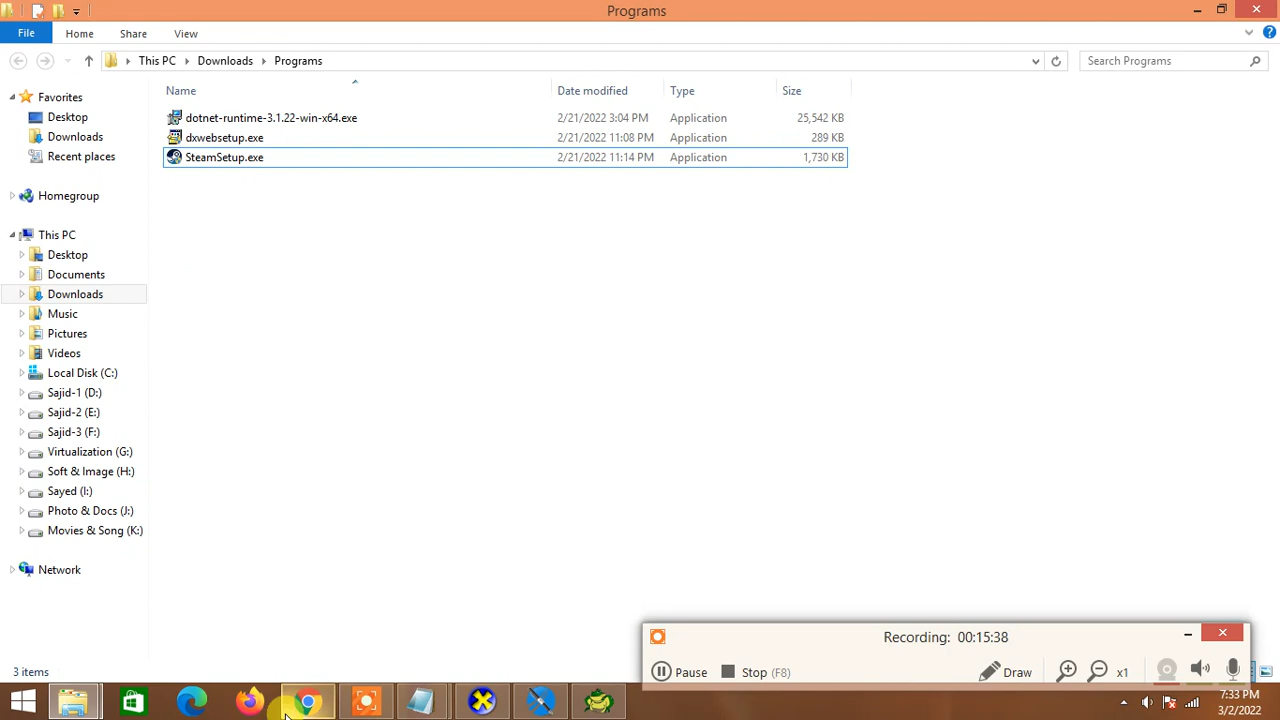 Programs
File Home Share View
This PC Downloads Programs
Search Programs
Name Date modified Type Size
Favorites
Desktop
Downloads
Recent places
Homegroup
This PC
Desktop
Documents
Downloads
Music
Pictures
Videos
Local Disk (C:)
Sajid-1 (D:)
Sajid-2 (E:)
Sajid-3 (F:)
Virtualization (G:)
Soft & Image (H:)
Sayed (I:)
Photo & Docs (J:)
Movies & Song (K:)
Network
dotnet-runtime-3.1.22-win-x64.exe 2/21/2022 3:04 PM Application 25,542 KB
dxwebsetup.exe 2/21/2022 11:08 PM Application 289 KB
SteamSetup.exe 2/21/2022 11:14 PM Application 1,730 KB
Recording: 00:15:38
Pause Stop (F8) Draw x1
3 items
7:33 PM
3/2/2022